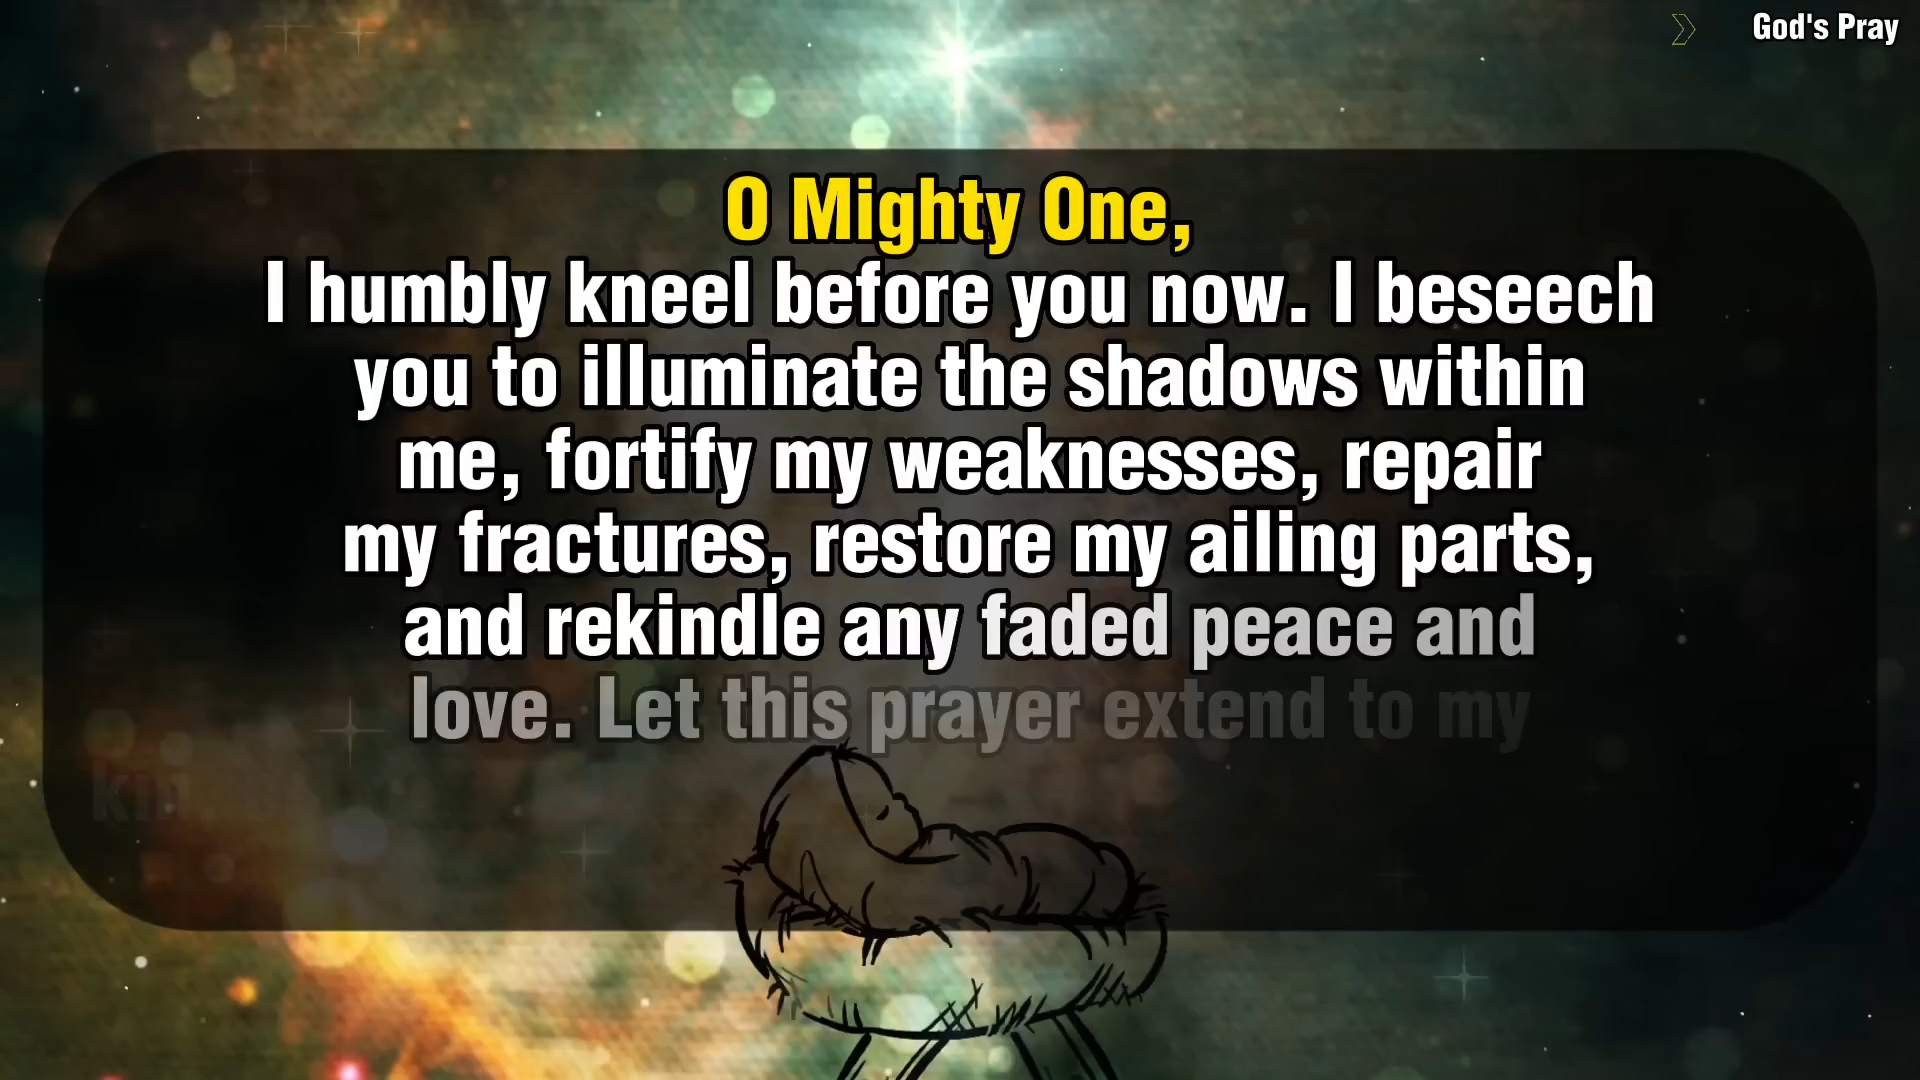 God's Pray
O Mighty One,
I humbly kneel before you now. I beseech
you to illuminate the shadows within
me, fortify my weaknesses, repair
my fractures, restore my ailing parts,
and rekindle any faded peace and
love. Let this prayer extend to my
kin,